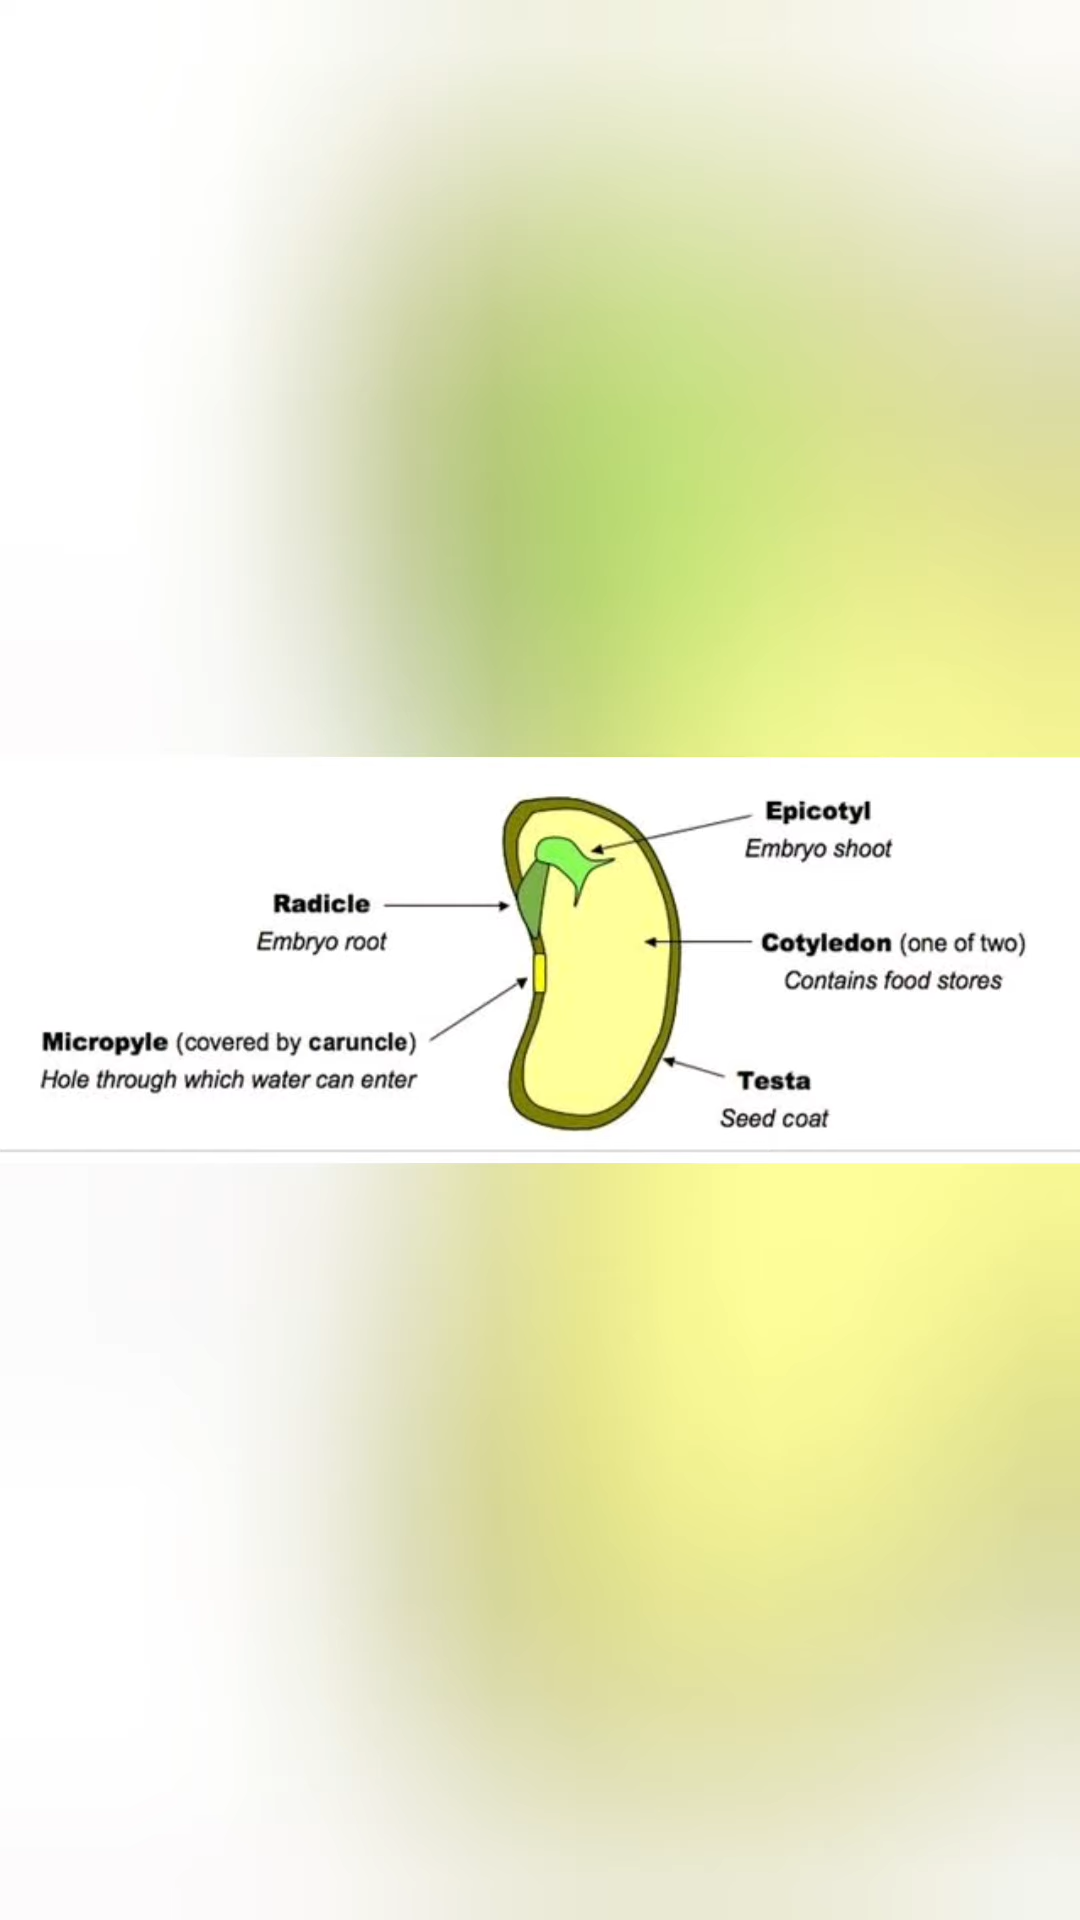 Epicotyl
Embryo shoot
Radicle
Embryo root
Cotyledon (one of two)
Contains food stores
Micropyle (covered by caruncle)
Hole through which water can enter
Testa
Seed coat